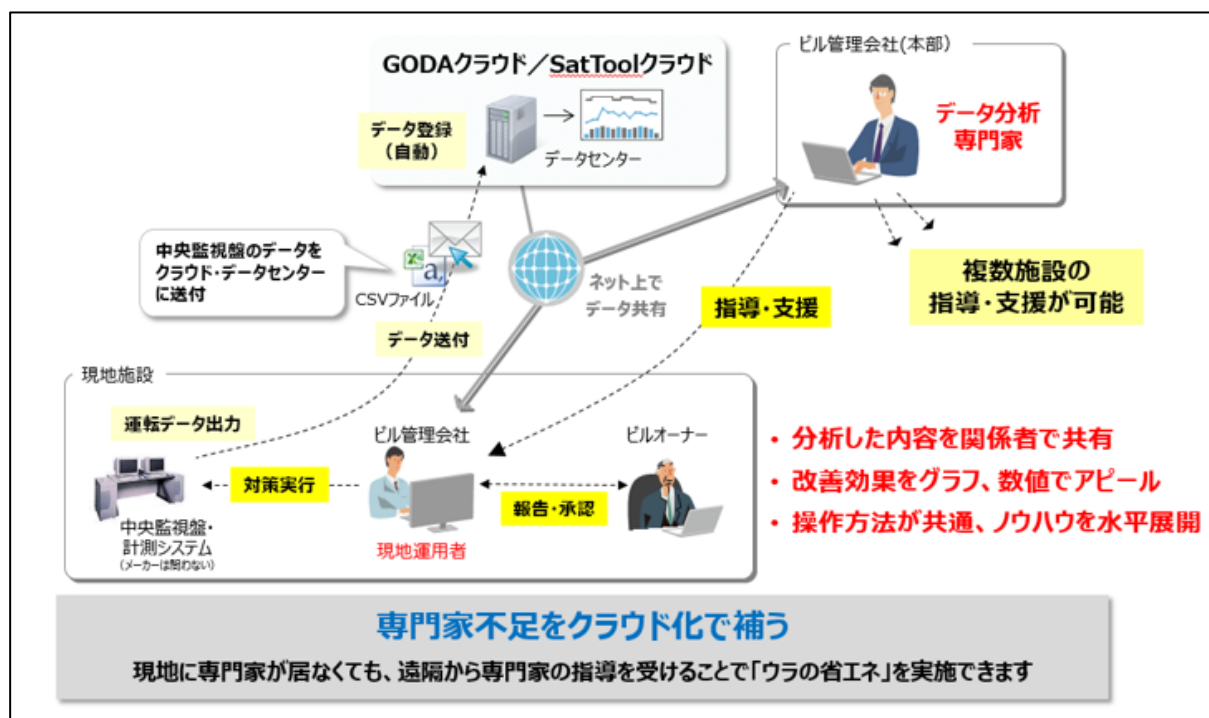 GODAクラウド／SatToolクラウド
データ登録
（自動）
データセンター
ビル管理会社(本部）
データ分析
専門家
中央監視盤のデータを
クラウド・データセンター
に送付
a,
CSVファイル
ネット上で
データ共有
複数施設の
指導・支援が可能
指導・支援
データ送付
現地施設
運転データ出力
ビル管理会社
ビルオーナー
対策実行
報告・承認
中央監視盤・
計測システム
(メーカーは問わない)
現地運用者
• 分析した内容を関係者で共有
• 改善効果をグラフ、数値でアピール
• 操作方法が共通、ノウハウを水平展開
専門家不足をクラウド化で補う
現地に専門家が居なくても、遠隔から専門家の指導を受けることで「ウラの省エネ」を実施できます